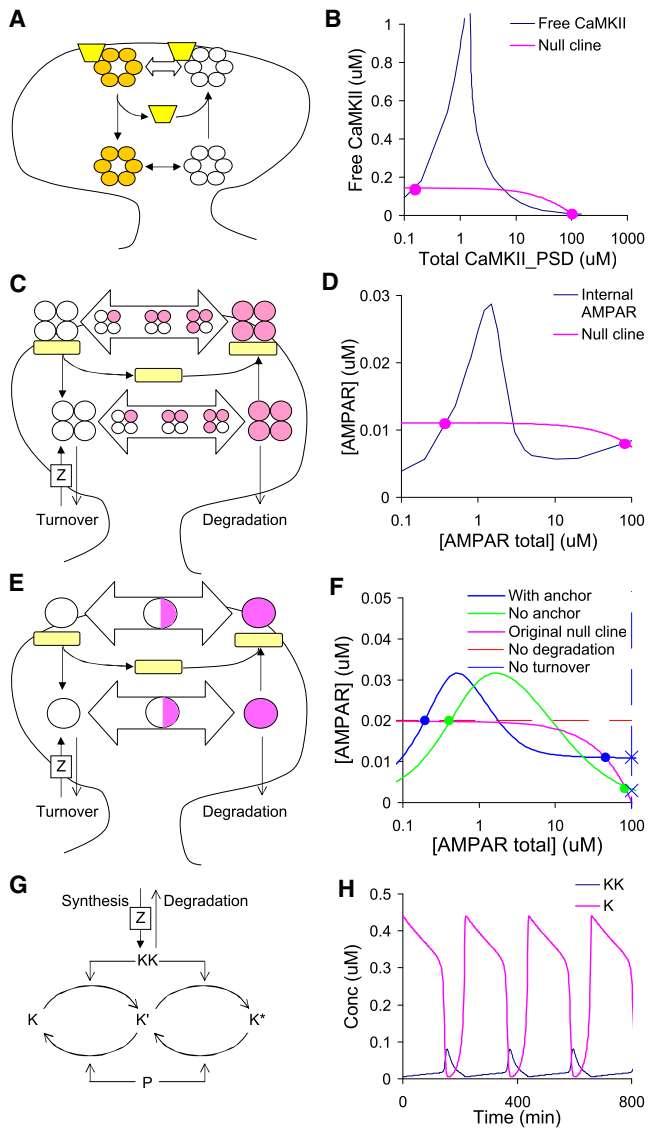 A
B
Free CaMKII (uM)
1
0.8
0.6
0.4
0.2
0
0.1
1
10
100
1000
Total CaMKII_PSD (uM)
Free CaMKII
Null cline
C
Z
Turnover
Degradation
D
[AMPAR] (uM)
0.03
0.02
0.01
0
0.1
1
10
100
[AMPAR total] (uM)
Internal
AMPAR
Null cline
E
Z
Turnover
Degradation
F
[AMPAR] (uM)
0.05
0.04
0.03
0.02
0.01
0
0.1
1
10
100
[AMPAR total] (uM)
With anchor
No anchor
Original null cline
No degradation
No turnover
G
Synthesis
Degradation
Z
KK
K
K'
K*
P
H
Conc (uM)
0.5
0.4
0.3
0.2
0.1
0
0
400
800
Time (min)
KK
K